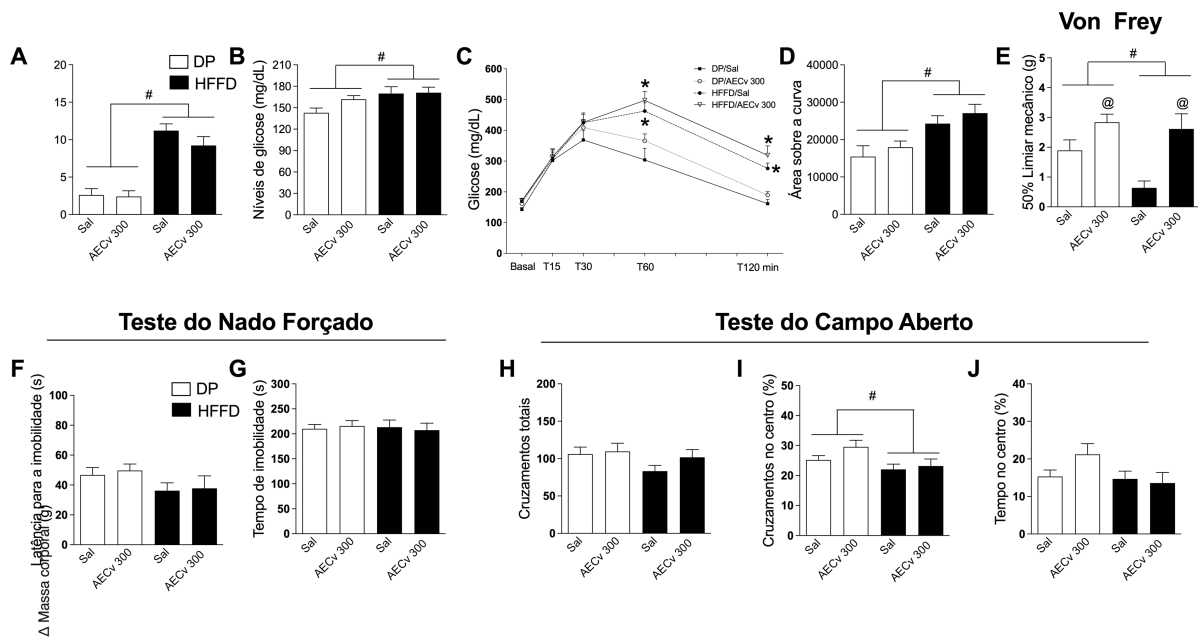 Von Frey
A
20
15
10
5
0
DP
HFFD
#
Sal
AECv 300
Sal
AECv 300
B
Níveis de glicose (mg/dL)
210
180
150
120
90
60
30
0
#
Sal
AECv 300
Sal
AECv 300
C
Glicose (mg/dL)
600
500
400
300
200
100
0
DP/Sal
DP/AECv 300
HFFD/Sal
HFFD/AECv 300
*
*
*
*
Basal
T15
T30
T60
T120 min
D
Área sobre a curva
40000
30000
20000
10000
0
#
Sal
AECv 300
Sal
AECv 300
E
50% Limiar mecânico (g)
5
4
3
2
1
0
#
@
@
Sal
AECv 300
Sal
AECv 300
Teste do Nado Forçado
Teste do Campo Aberto
F
Latência para a imobilidade (s)
Δ Massa corporal (g)
100
80
60
40
20
0
DP
HFFD
Sal
AECv 300
Sal
AECv 300
G
Tempo de imobilidade (s)
300
250
200
150
100
50
0
Sal
AECv 300
Sal
AECv 300
H
Cruzamentos totais
200
150
100
50
0
Sal
AECv 300
Sal
AECv 300
I
Cruzamentos no centro (%)
50
40
30
20
10
0
#
Sal
AECv 300
Sal
AECv 300
J
Tempo no centro (%)
40
30
20
10
0
Sal
AECv 300
Sal
AECv 300